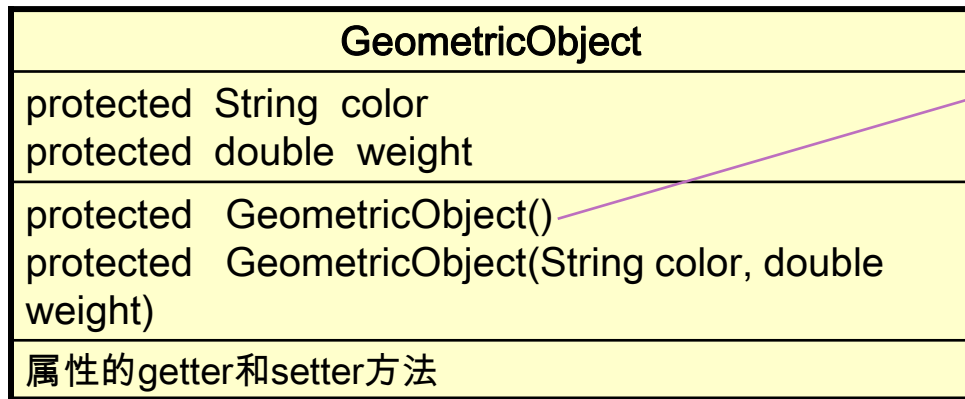 GeometricObject
protected String color
protected double weight
protected GeometricObject()
protected GeometricObject(String color, double
weight)
属性的getter和setter方法